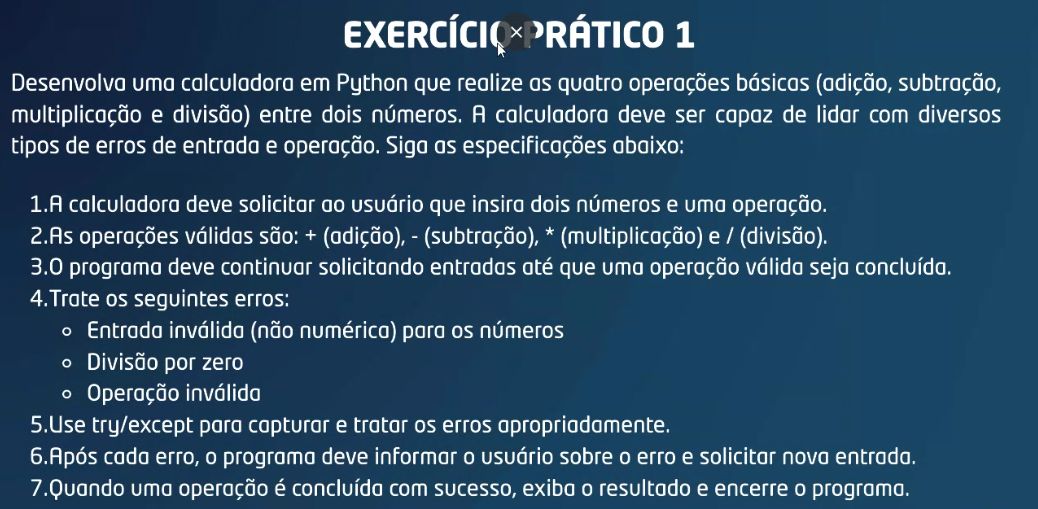 EXERCÍCIO PRÁTICO 1
Desenvolva uma calculadora em Python que realize as quatro operações básicas (adição, subtração,
multiplicação e divisão) entre dois números. A calculadora deve ser capaz de lidar com diversos
tipos de erros de entrada e operação. Siga as especificações abaixo:
1.A calculadora deve solicitar ao usuário que insira dois números e uma operação.
2.As operações válidas são: + (adição), - (subtração), * (multiplicação) e / (divisão).
3.O programa deve continuar solicitando entradas até que uma operação válida seja concluída.
4.Trate os seguintes erros:
◦ Entrada inválida (não numérica) para os números
◦ Divisão por zero
◦ Operação inválida
5.Use try/except para capturar e tratar os erros apropriadamente.
6.Após cada erro, o programa deve informar o usuário sobre o erro e solicitar nova entrada.
7.Quando uma operação é concluída com sucesso, exiba o resultado e encerre o programa.